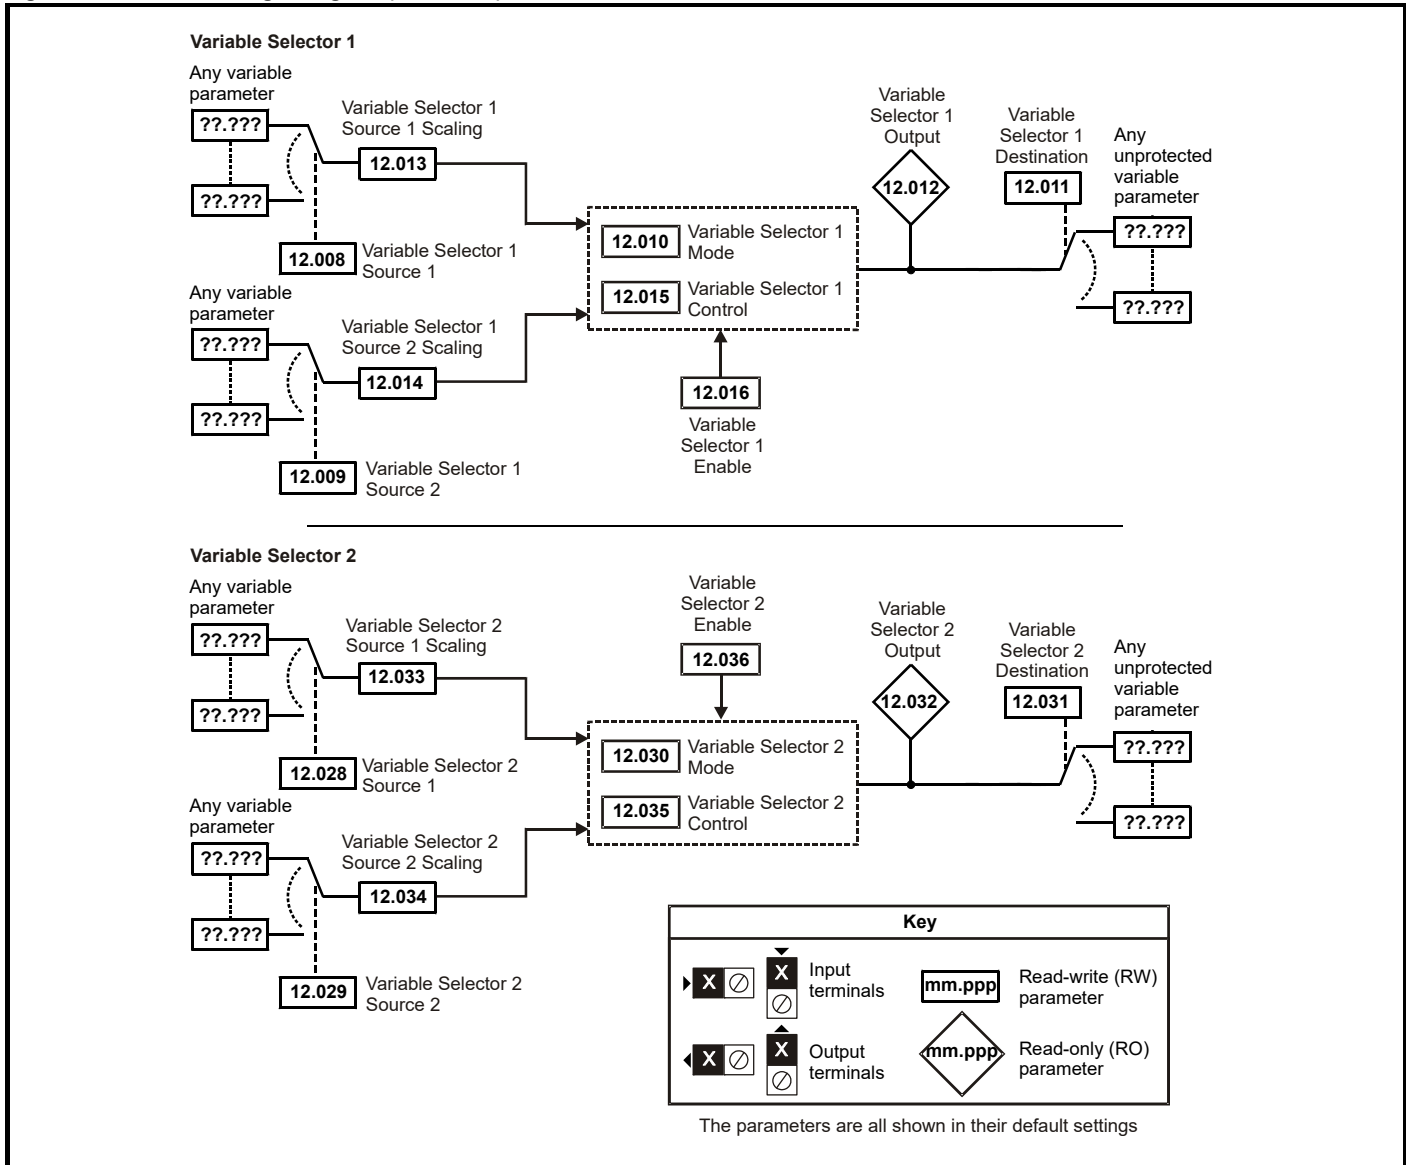 Variable Selector 1
Any variable
parameter
??.???
??.???
Variable Selector 1
Source 1 Scaling
12.013
12.008
Variable Selector 1
Source 1
Any variable
parameter
??.???
??.???
Variable Selector 1
Source 2 Scaling
12.014
12.009
Variable Selector 1
Source 2
12.010
Variable Selector 1
Mode
12.015
Variable Selector 1
Control
12.016
Variable
Selector 1
Enable
Variable
Selector 1
Output
12.012
Variable
Selector 1
Destination
12.011
Any
unprotected
variable
parameter
??.???
??.???
Variable Selector 2
Any variable
parameter
??.???
??.???
Variable Selector 2
Source 1 Scaling
12.033
12.028
Variable Selector 2
Source 1
Any variable
parameter
??.???
??.???
Variable Selector 2
Source 2 Scaling
12.034
12.029
Variable Selector 2
Source 2
Variable
Selector 2
Enable
12.036
12.030
Variable Selector 2
Mode
12.035
Variable Selector 2
Control
Variable
Selector 2
Output
12.032
Variable
Selector 2
Destination
12.031
Any
unprotected
variable
parameter
??.???
??.???
Key
X
X
Input
terminals
mm.ppp
Read-write (RW)
parameter
X
X
Output
terminals
mm.ppp
Read-only (RO)
parameter
The parameters are all shown in their default settings